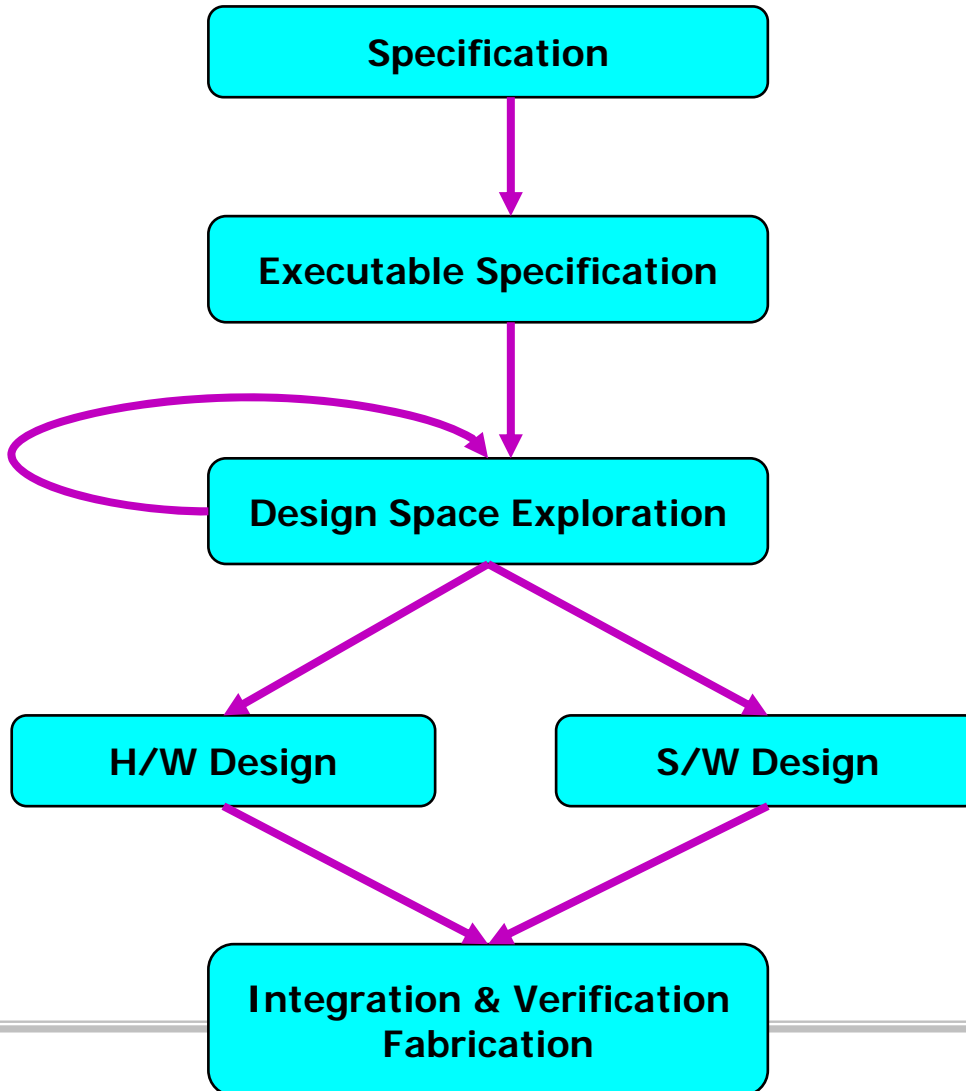 Specification
Executable Specification
Design Space Exploration
H/W Design
S/W Design
Integration & Verification
Fabrication